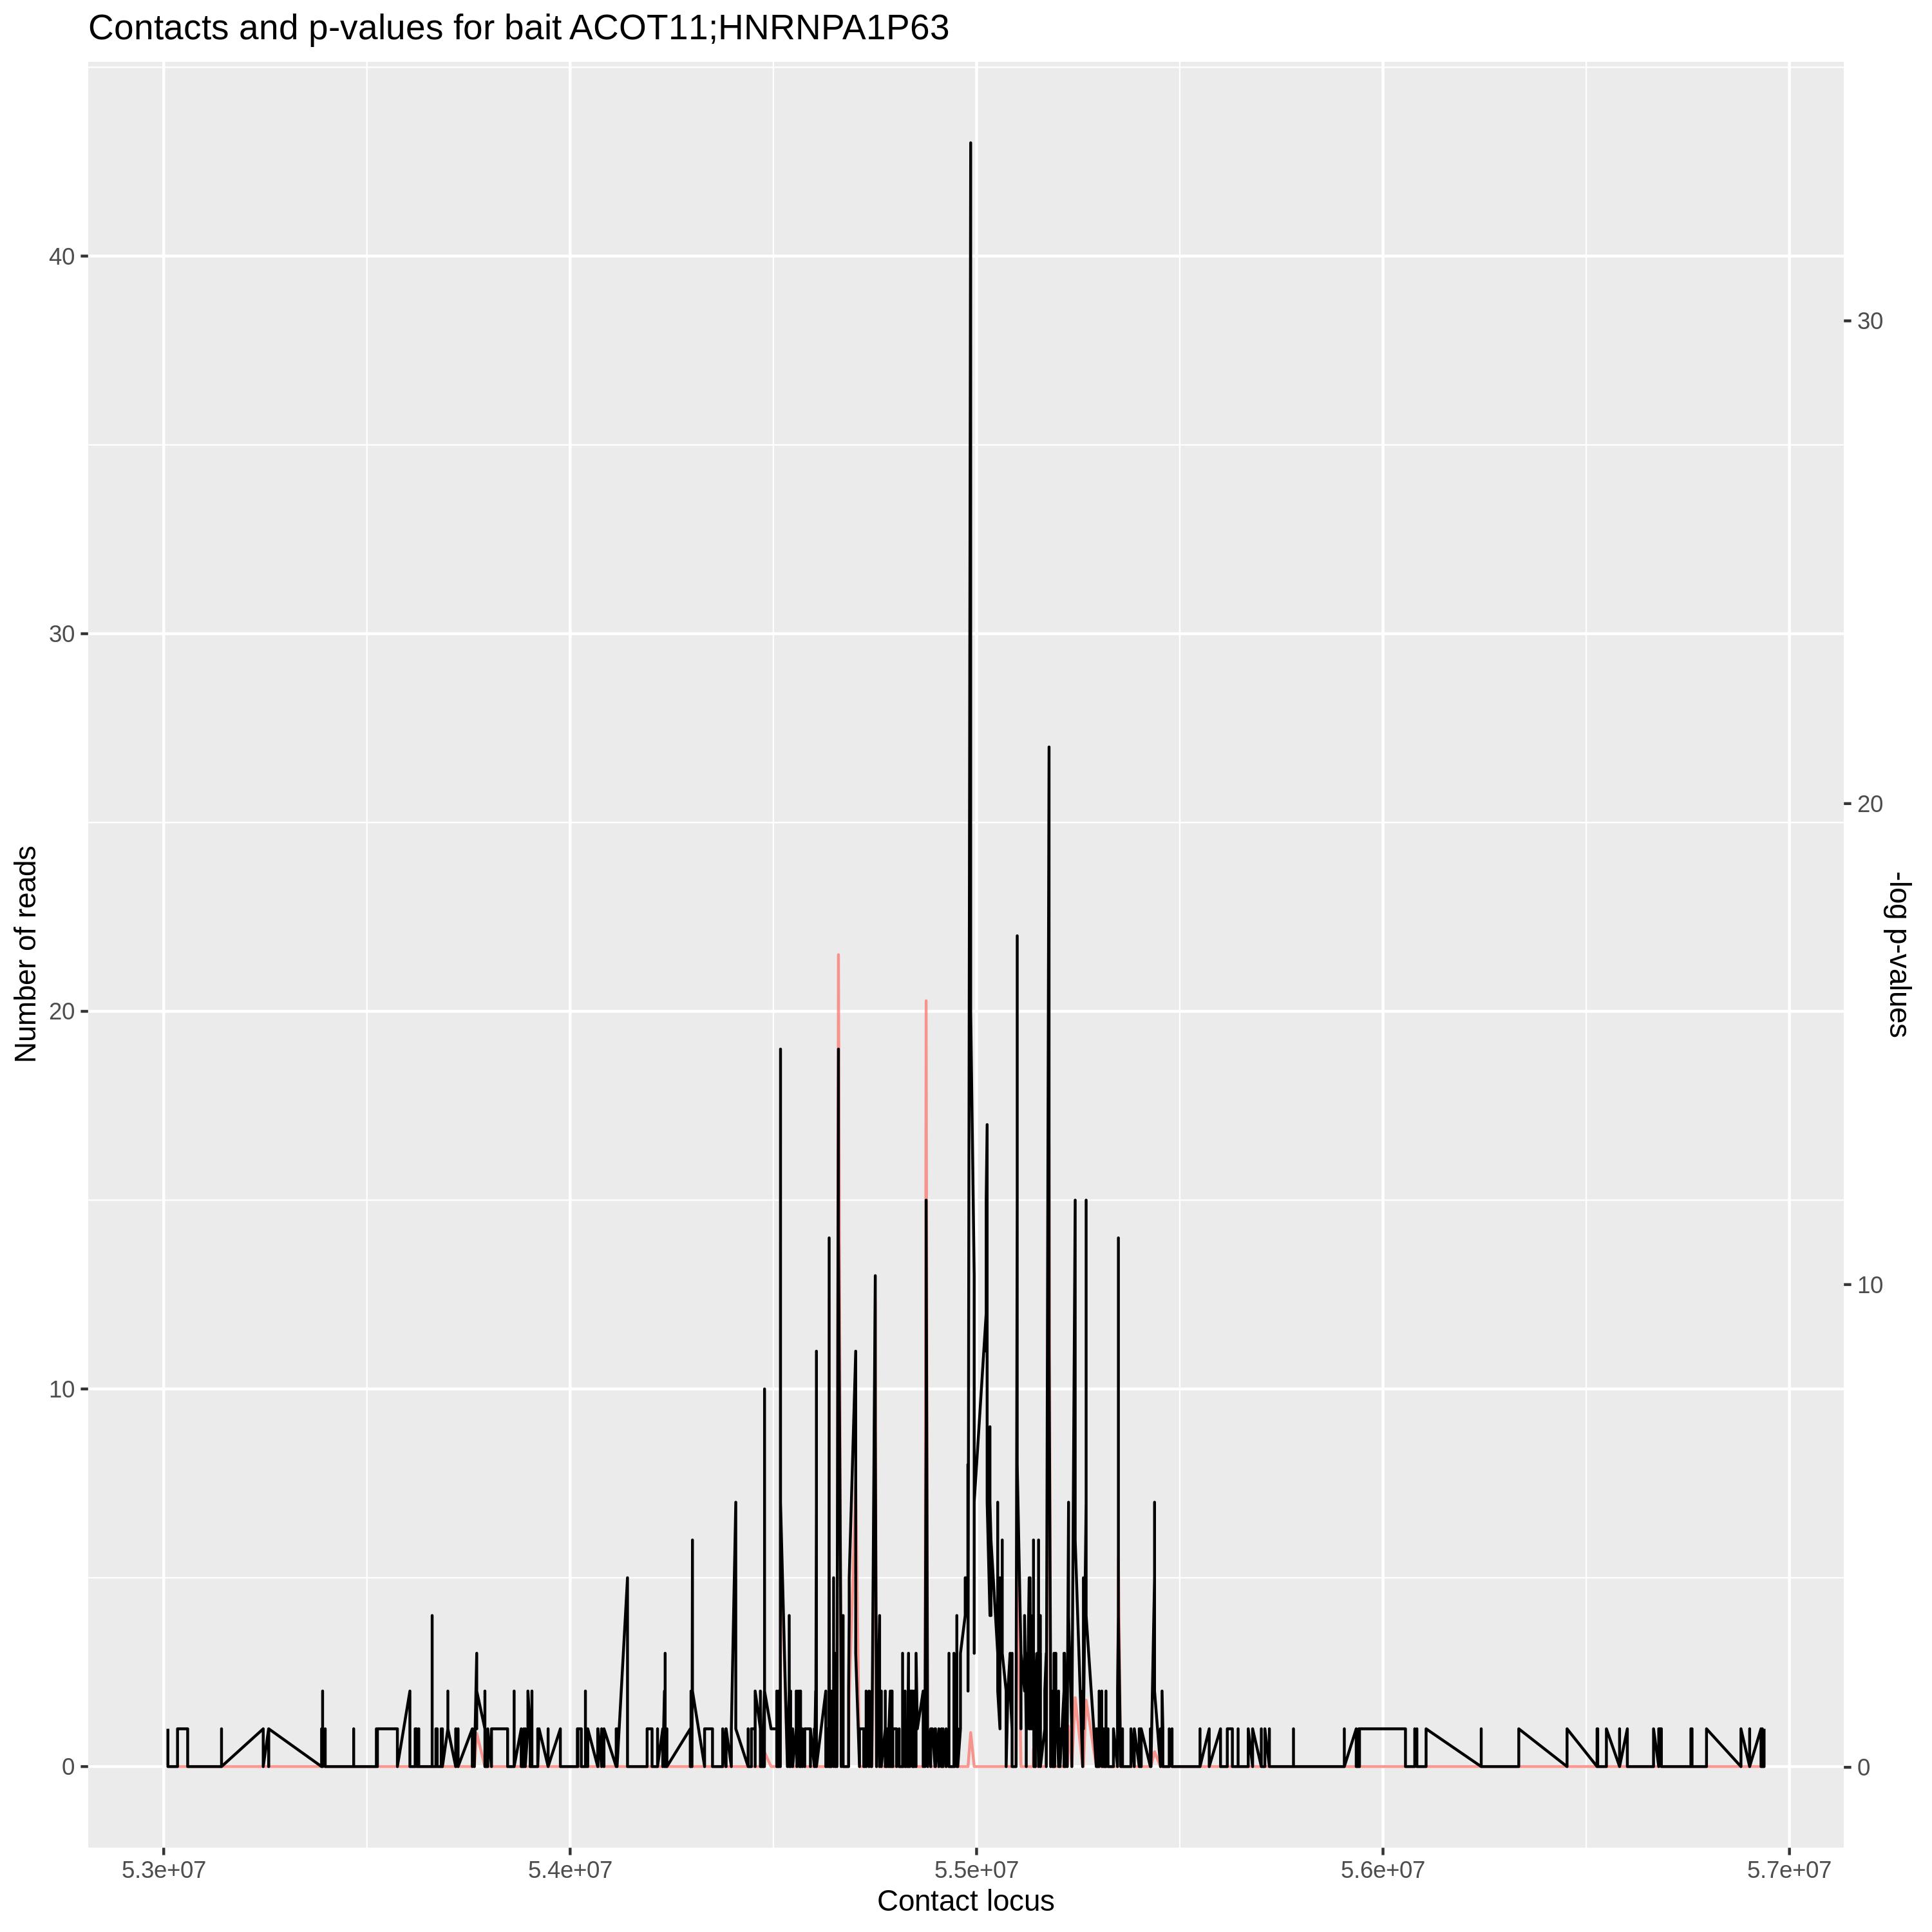 Contacts and p-values for bait ACOT11;HNRNPA1P63
40
30
20
10
0
Number of reads
30
20
10
0
-log p-values
5.3e+07 5.4e+07 5.5e+07 5.6e+07 5.7e+07
Contact locus